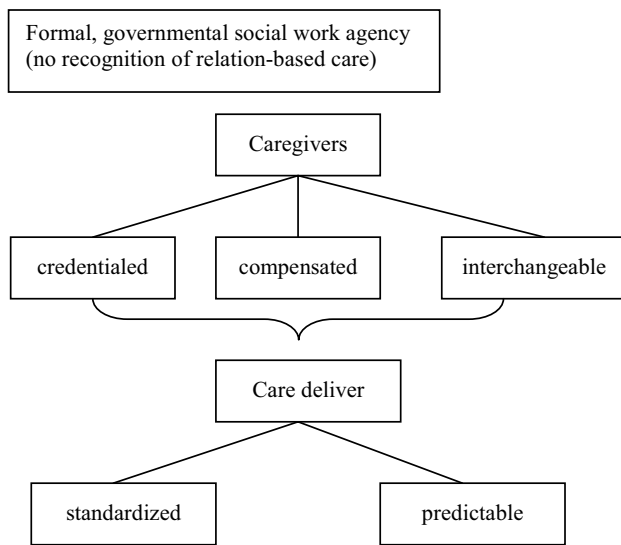 Formal, governmental social work agency
(no recognition of relation-based care)
Caregivers
credentialed
compensated
interchangeable
Care deliver
standardized
predictable